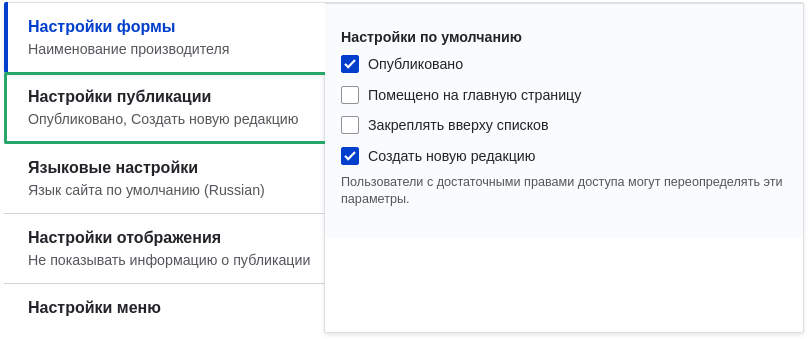 Настройки формы
Наименование производителя
Настройки публикации
Опубликовано, Создать новую редакцию
Языковые настройки
Язык сайта по умолчанию (Russian)
Настройки отображения
Не показывать информацию о публикации
Настройки меню
Настройки по умолчанию
Опубликовано
Помещено на главную страницу
Закреплять вверху списков
Создать новую редакцию
Пользователи с достаточными правами доступа могут переопределять эти
параметры.